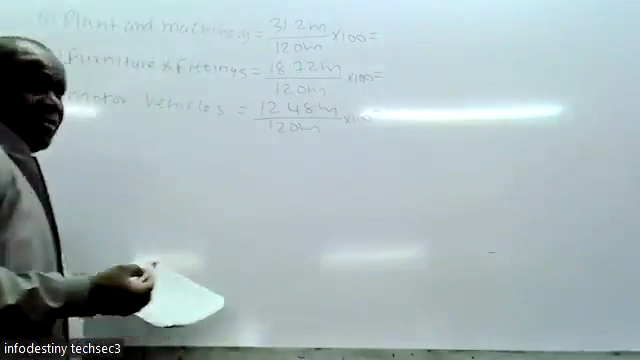 Plant and machinery = 31.2m/120m x100=
Furniture & fittings = 18.72m/120m x100=
motor vehicles = 12.48m/120m x100=
infodestiny techsec3